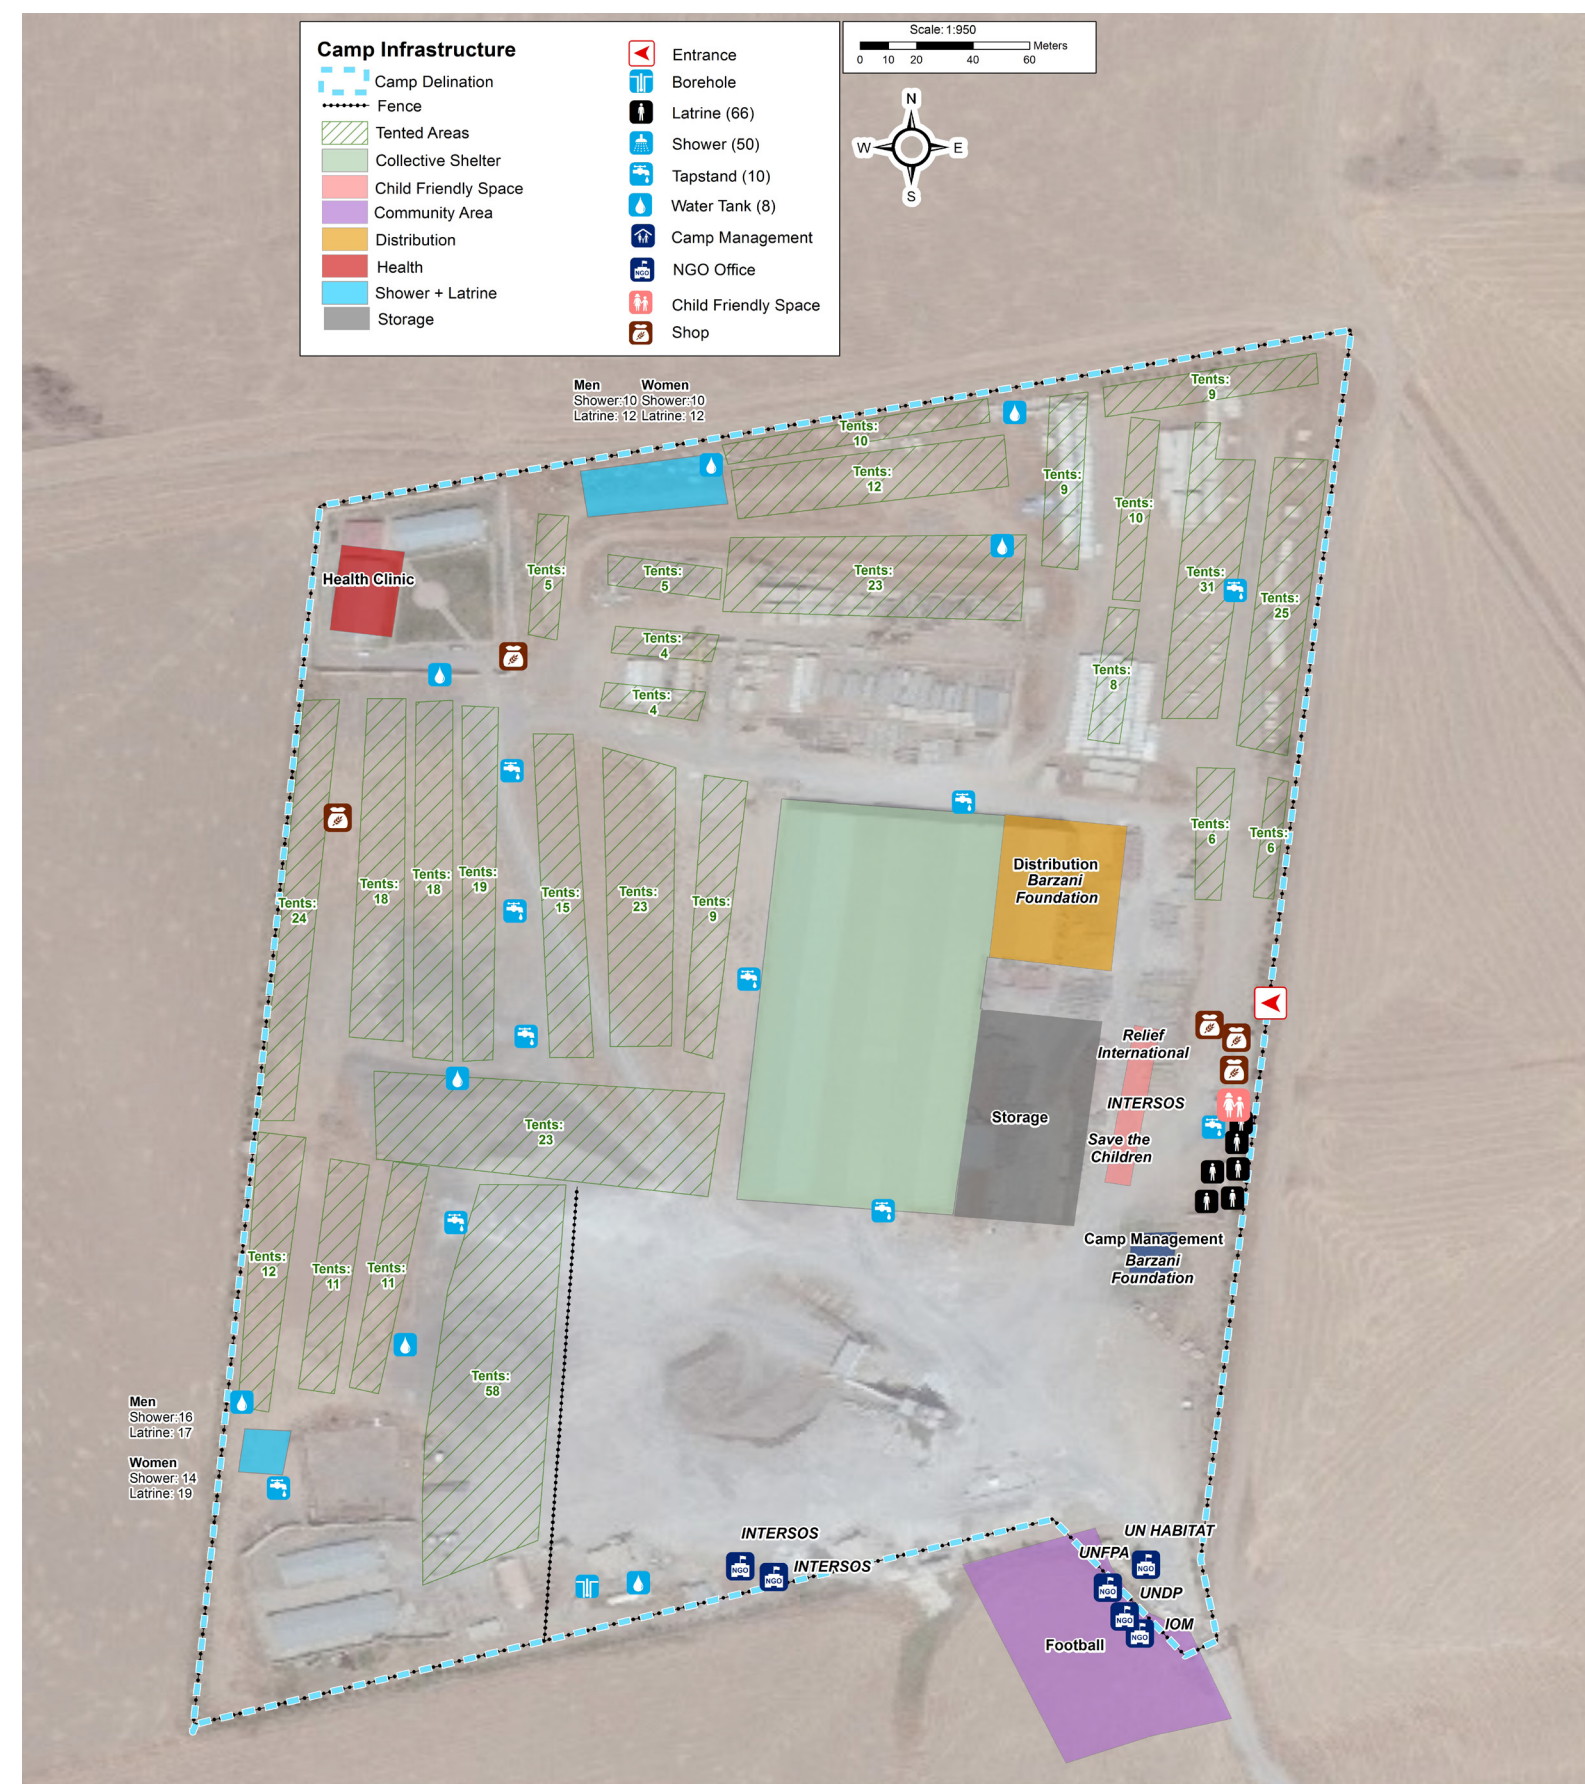 Camp Infrastructure
Camp Delination
Fence
Tented Areas
Collective Shelter
Child Friendly Space
Community Area
Distribution
Health
Shower + Latrine
Storage
Entrance
Borehole
Latrine (66)
Shower (50)
Tapstand (10)
Water Tank (8)
Camp Management
NGO
NGO Office
Child Friendly Space
Shop
Scale: 1:950
Meters
0 10 20 40 60
N
W E
S
Men Women
Shower:10 Shower:10
Latrine: 12 Latrine: 12
Tents:
9
Tents:
10
Tents:
12
Tents:
9
Tents:
10
Tents:
31
Tents:
25
Health Clinic
Tents:
5
Tents:
5
Tents:
23
Tents:
4
Tents:
4
Tents:
8
Tents:
6
Tents:
6
Tents:
24
Tents:
18
Tents:
18
Tents:
19
Tents:
15
Tents:
23
Tents:
9
Distribution
Barzani
Foundation
Relief
International
INTERSOS
Save the
Children
Storage
Tents:
23
Camp Management
Barzani
Foundation
Tents:
12
Tents:
11
Tents:
11
Tents:
58
Men
Shower:16
Latrine: 17
Women
Shower: 14
Latrine: 19
INTERSOS
NGO
NGO
INTERSOS
UN HABITAT
NGO
UNFPA
NGO
UNDP
NGO
IOM
NGO
Football